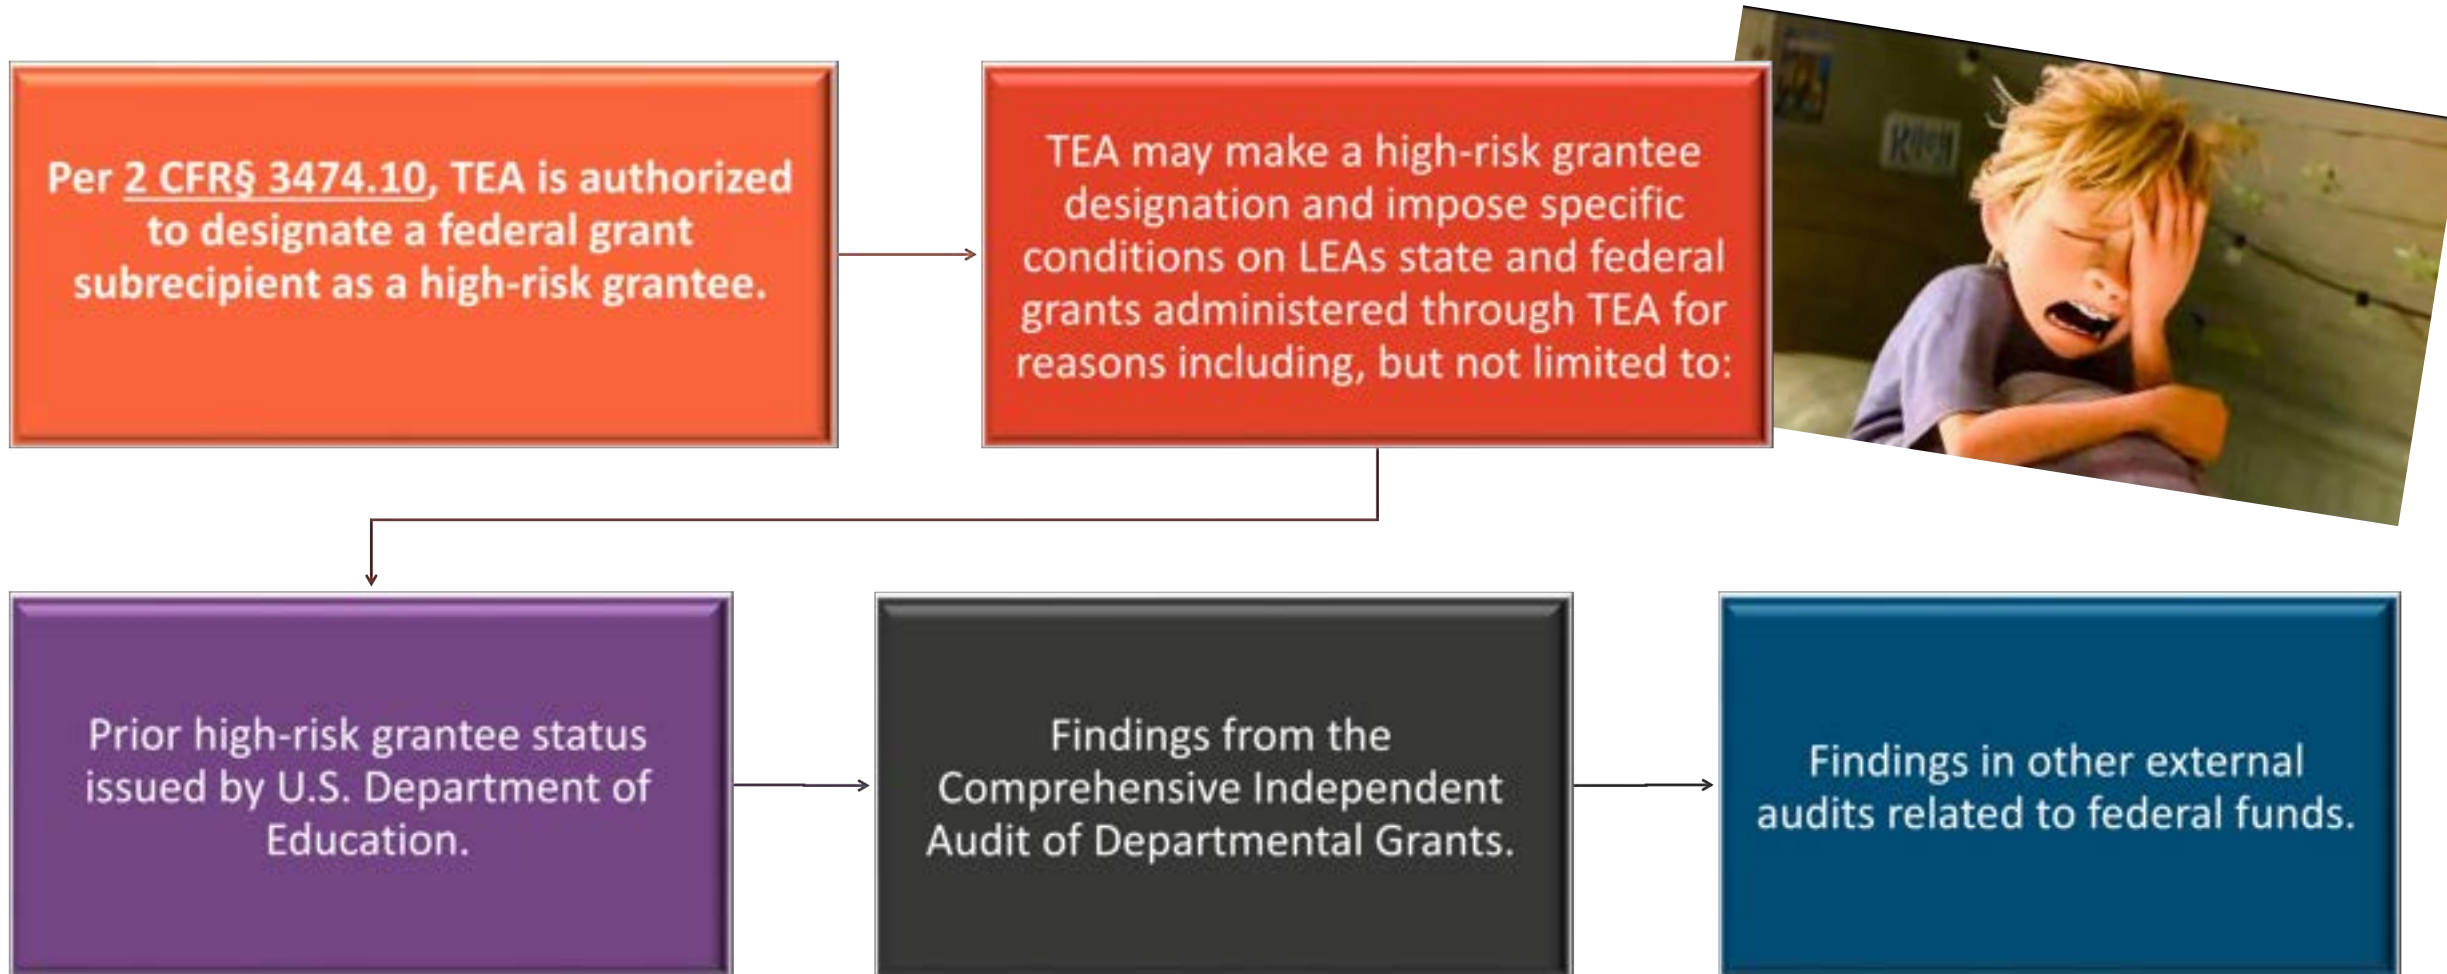 Per 2 CFR§ 3474.10, TEA is authorized
to designate a federal grant
subrecipient as a high-risk grantee.
TEA may make a high-risk grantee
designation and impose specific
conditions on LEAs state and federal
grants administered through TEA for
reasons including, but not limited to:
Riley
Prior high-risk grantee status
issued by U.S. Department of
Education.
Findings from the
Comprehensive Independent
Audit of Departmental Grants.
Findings in other external
audits related to federal funds.